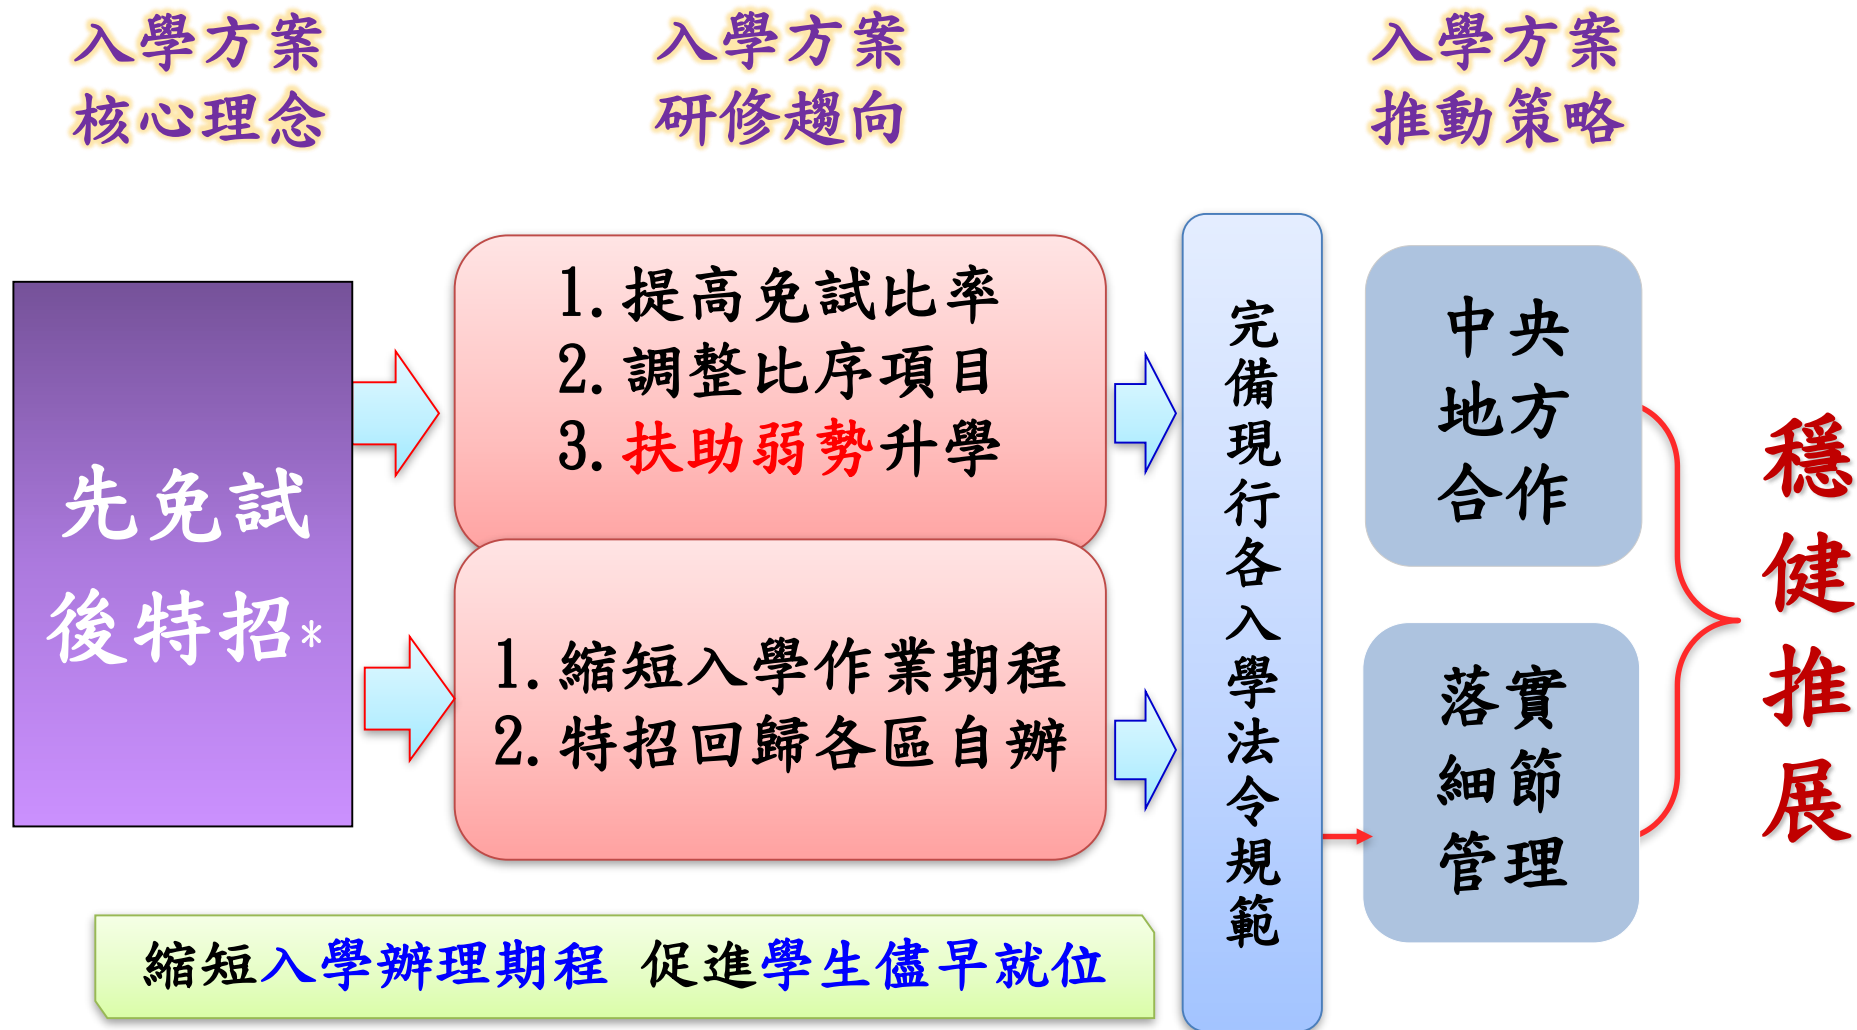 入學方案
核心理念
入學方案
研修趨向
入學方案
推動策略
先免試
後特招*
1.提高免試比率
2.調整比序項目
3.扶助弱勢升學
1.縮短入學作業期程
2.特招回歸各區自辦
完備現行各入學法令規範
中央
地方
合作
落實
細節
管理
穩健推展
縮短入學辦理期程 促進學生儘早就位